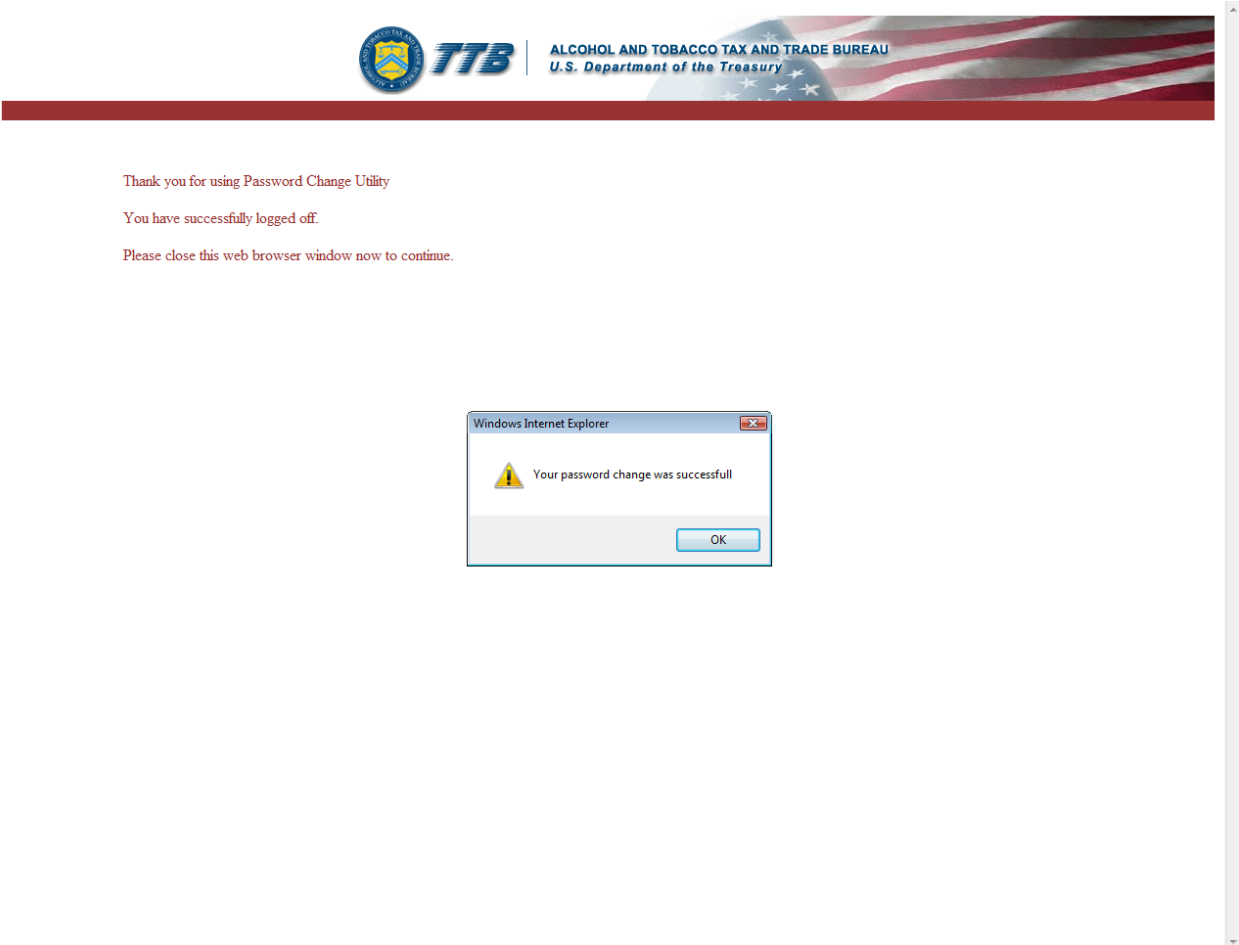 TTB
ALCOHOL AND TOBACCO TAX AND TRADE BUREAU
U.S. Department of the Treasury
Thank you for using Password Change Utility
You have successfully logged off.
Please close this web browser window now to continue.
Windows Internet Explorer
Your password change was successfull
OK